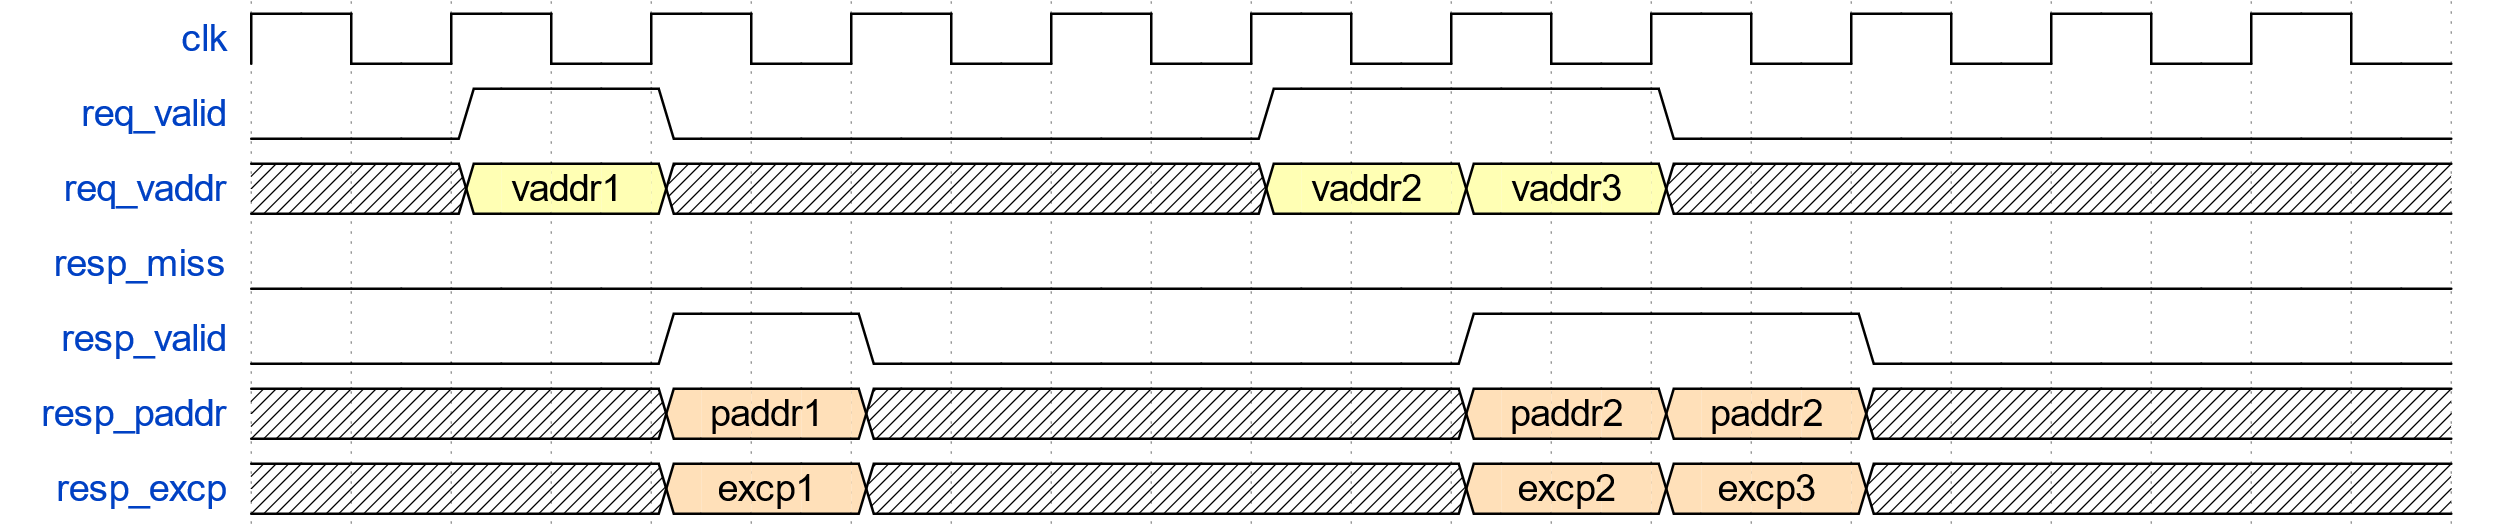 clk
req_valid
req_vaddr vaddr1 vaddr2 vaddr3
resp_miss
resp_valid
resp_paddr paddr1 paddr2 paddr2
resp_excp excp1 excp2 excp3